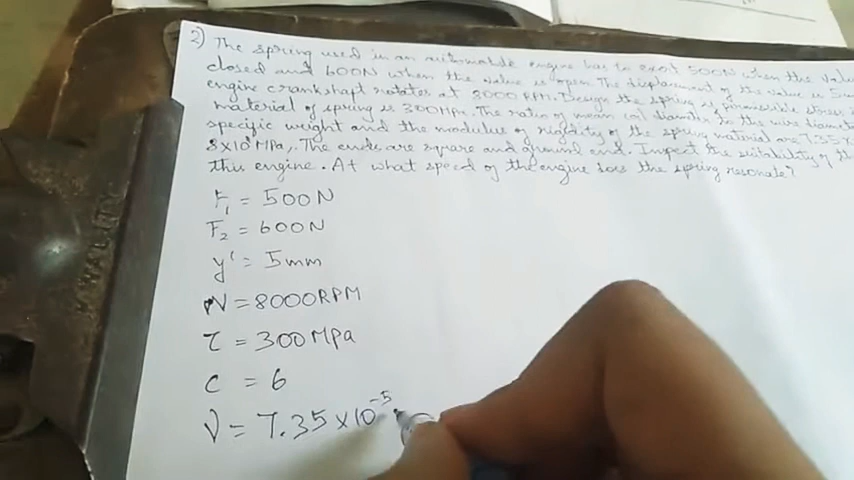 2) The spring used in an automobile engine has to exert 500N when the valve
closed and 600N when the value is open. The displacement of the value is 5mm
engine crankshaft rotates at 8000 RPM. Design the spring if permissible stress
material of spring is 300MPa. The ratio of mean coil diameter to the wire diameter
specific weight and the modulus of rigidity of the spring material are 7.35×
8×10 MPa. The ends are square and ground end. Inspect the suitability of th
this engine. At what speed of the engine does the spring resonate?
F₁ = 500N
F₂ = 600N
y' = 5mm
N = 8000RPM
τ = 300MPa
C = 6
γ = 7.35×10⁻⁵